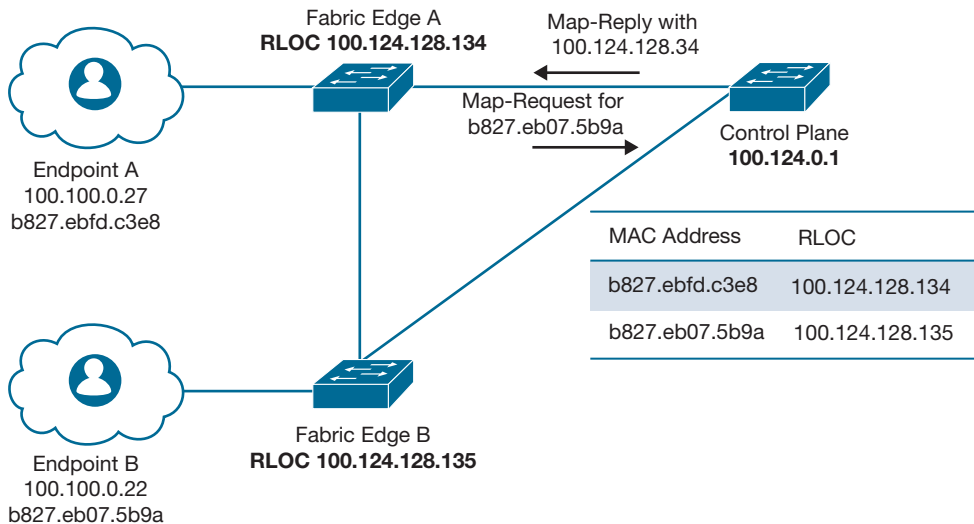 Fabric Edge A
RLOC 100.124.128.134
Map-Reply with
100.124.128.34
Map-Request for
b827.eb07.5b9a
Control Plane
100.124.0.1
Endpoint A
100.100.0.27
b827.ebfd.c3e8
MAC Address RLOC
b827.ebfd.c3e8 100.124.128.134
b827.eb07.5b9a 100.124.128.135
Fabric Edge B
RLOC 100.124.128.135
Endpoint B
100.100.0.22
b827.eb07.5b9a